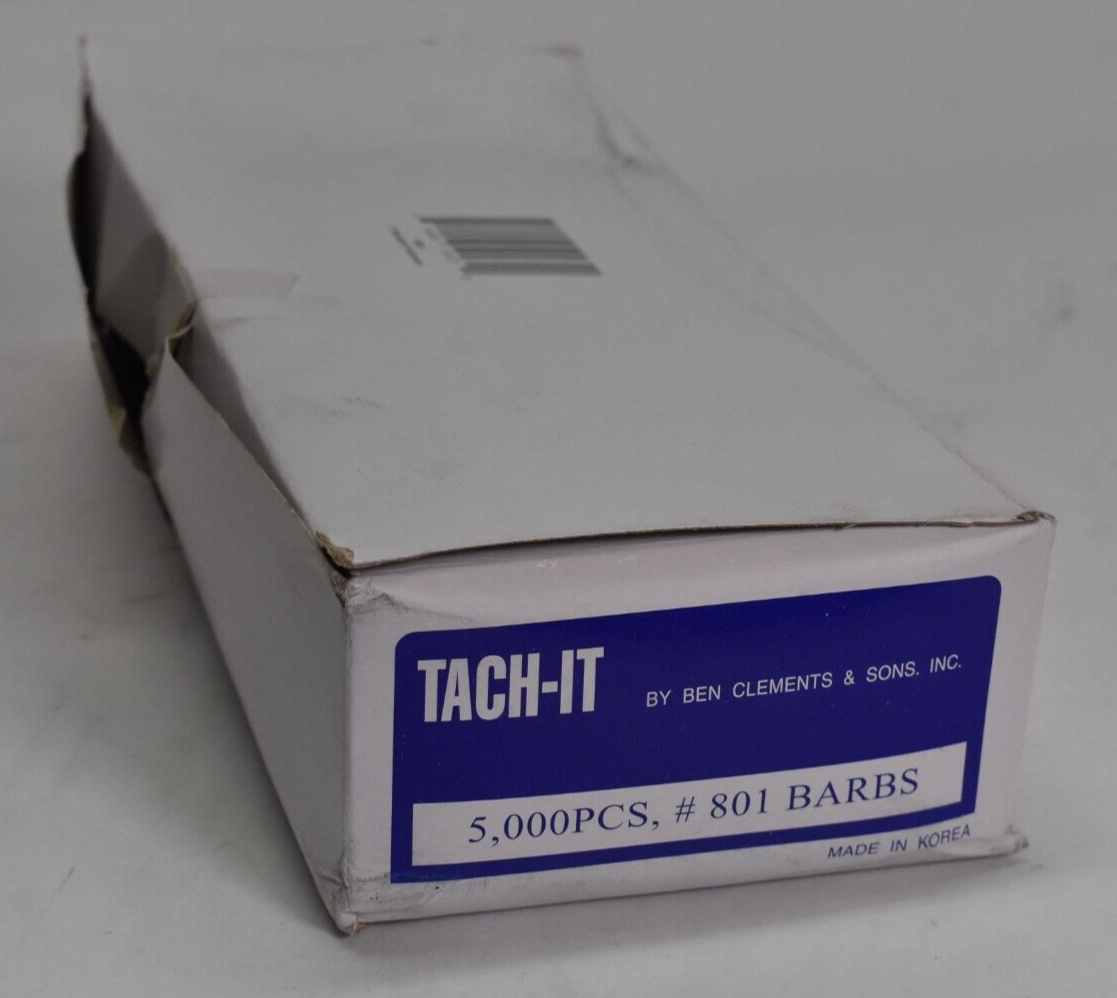 TACH-IT BY BEN CLEMENTS & SONS. INC.
5,000PCS, # 801 BARBS
MADE IN KOREA